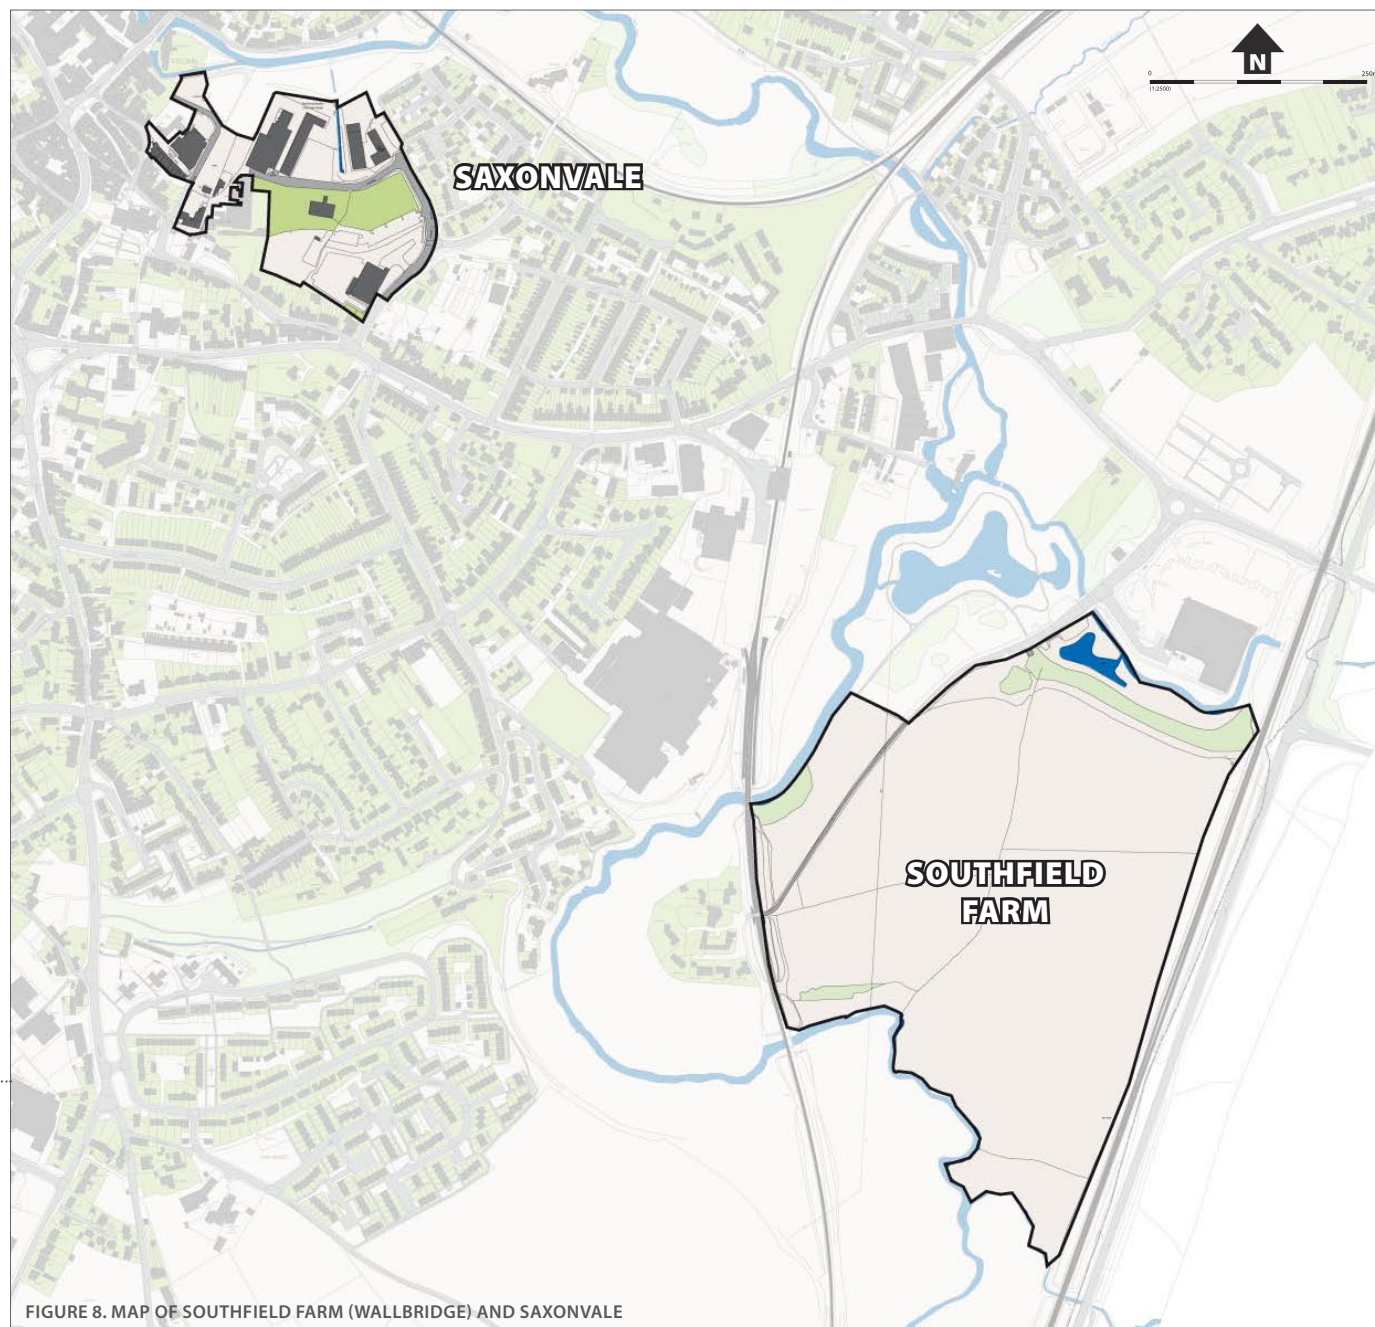 N
0
250m
(1:2500)
SAXONVALE
SOUTHFIELD
FARM
FIGURE 8. MAP OF SOUTHFIELD FARM (WALLBRIDGE) AND SAXONVALE